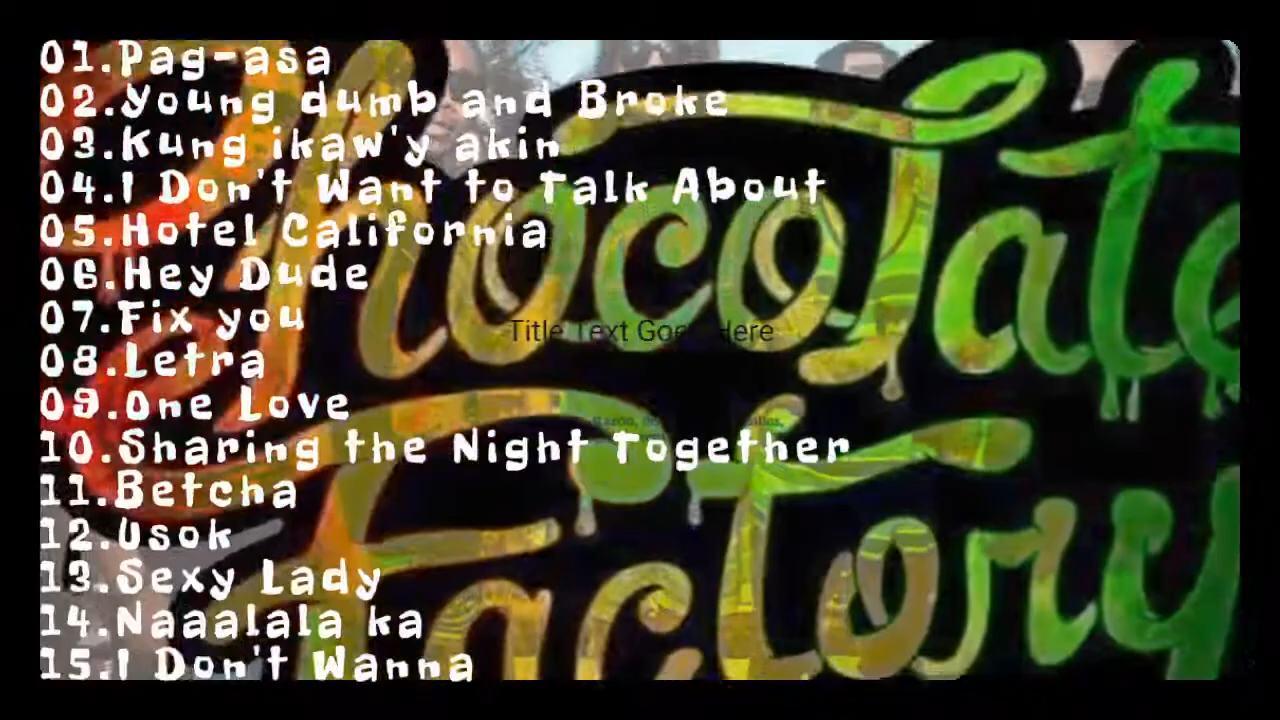 01.Pag-asa
02.Young dumb and Broke
03.Kung ikaw'y akin
04.I Don't Want to Talk About
05.Hotel California
06.Hey Dude
07.Fix you
08.Letra
09.One Love
10.Sharing the Night Together
11.Betcha
12.Usok
13.Sexy Lady
14.Naaalala ka
15.I Don't Wanna
Chocolate
Factory
Title Text Goes Here